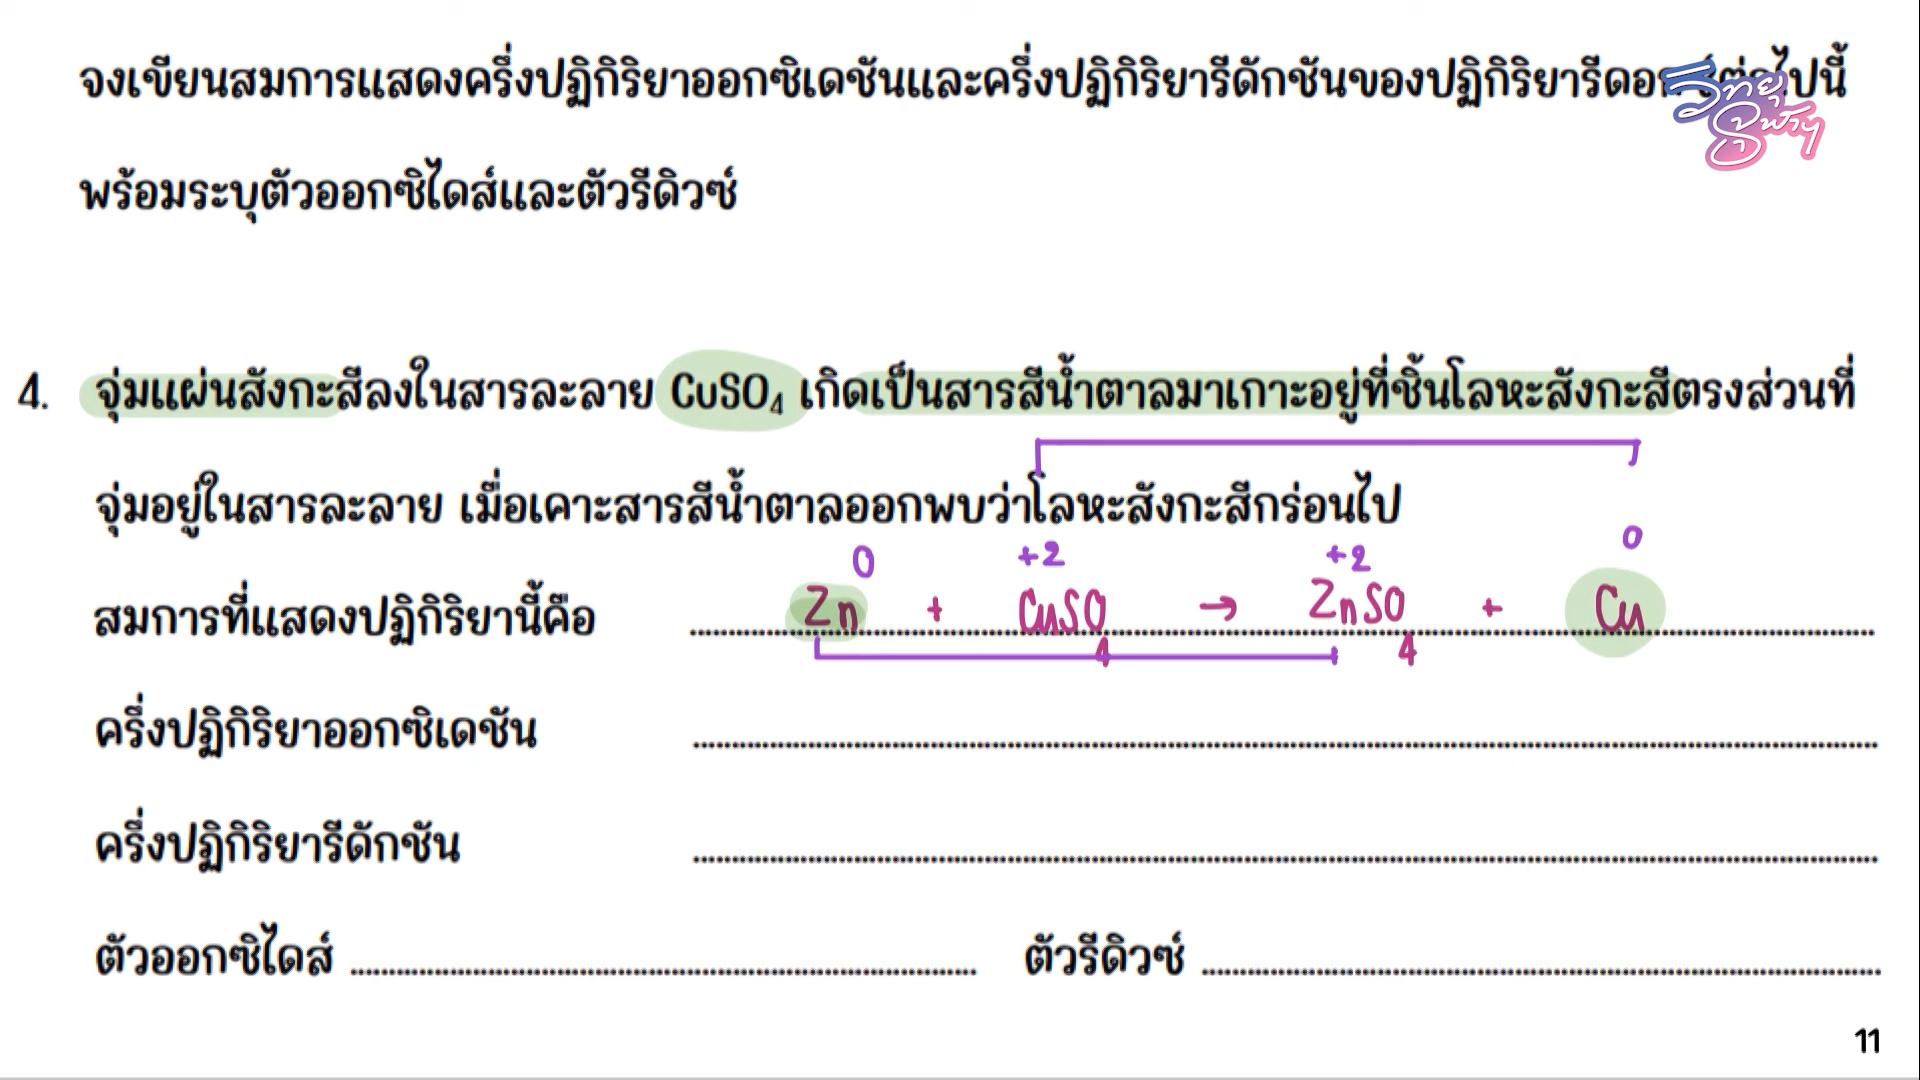 จงเขียนสมการแสดงครึ่งปฏิกิริยาออกซิเดชันและครึ่งปฏิกิริยารีดักชันของปฏิกิริยารีดอกซ์ต่อไปนี้
วิทยุ
จุฬาฯ
พร้อมระบุตัวออกซิไดส์และตัวรีดิวซ์
4. จุ่มแผ่นสังกะสีลงในสารละลาย CuSO₄ เกิดเป็นสารสีน้ำตาลมาเกาะอยู่ที่ชิ้นโลหะสังกะสีตรงส่วนที่
จุ่มอยู่ในสารละลาย เมื่อเคาะสารสีน้ำตาลออกพบว่าโลหะสังกะสีกร่อนไป
0 +2 +2 0
สมการที่แสดงปฏิกิริยานี้คือ Zn + CuSO₄ → ZnSO₄ + Cu
ครึ่งปฏิกิริยาออกซิเดชัน
ครึ่งปฏิกิริยารีดักชัน
ตัวออกซิไดส์ ตัวรีดิวซ์
11